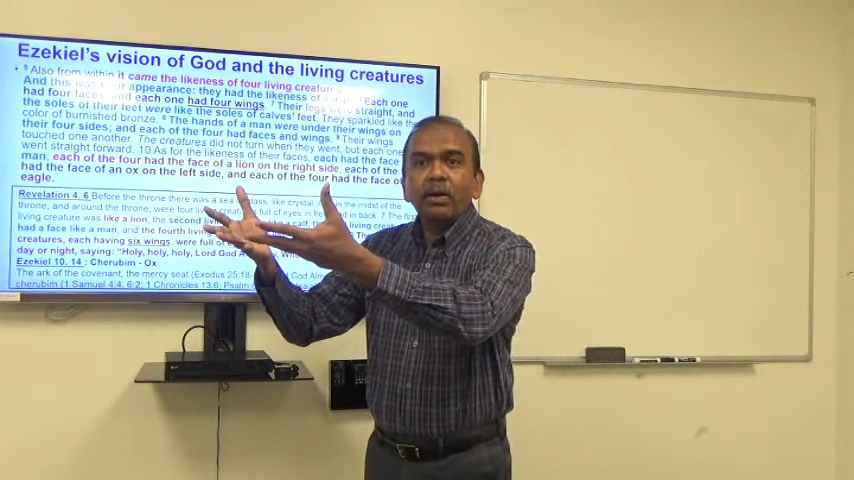 Ezekiel's vision of God and the living creatures
• 5 Also from within it came the likeness of four living creatures.
And this was their appearance: they had the likeness of a Each one
had four faces, and each one had four wings. 7 Their legs were straight, and
the soles of their feet were like the soles of calves' feet. They sparkled like the
color of burnished bronze. 8 The hands of a man were under their wings on
their four sides; and each of the four had faces and wings. 9 Their wings
touched one another. The creatures did not turn when they went, but each one
went straight forward. 10 As for the likeness of their faces, each had the face
man; each of the four had the face of a lion on the right side, each of the
had the face of an ox on the left side, and each of the four had the face of
eagle.
Revelation 4. 6 Before the throne there was a sea glass, like crystal. in the midst of the
throne, and around the throne, were four full of eyes in front in back. 7 The first
living creature was like a lion, the second like a calf,
had a face like a man, and the fourth
creatures, each having six wings, were full of
day or night, saying: "Holy, holy, holy, Lord God
Ezekiel 10. 14 : Cherubim - Ox
The ark of the covenant, the mercy seat (Exodus 25:18- God
cherubim (1 Samuel 4:4, 6:2; 1 Chronicles 13:6; Psalm